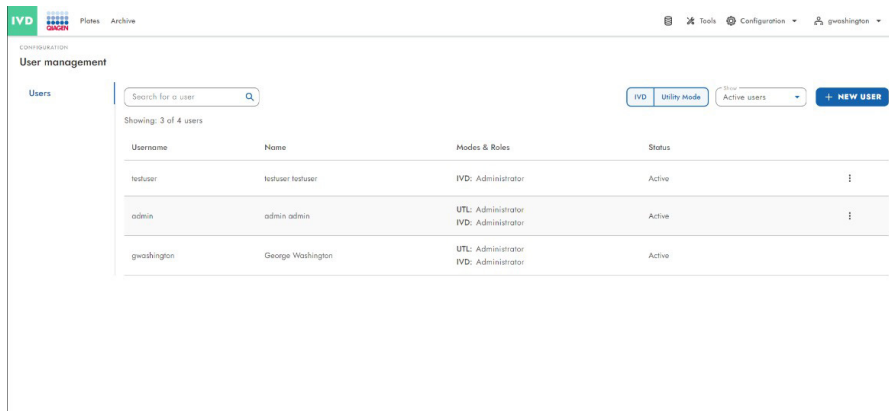 IVD QIAGEN Plates Archive Tools Configuration gwashington
CONFIGURATION
User management
Users
Search for a user
IVD Utility Mode
Show
Active users
+ NEW USER
Showing: 3 of 4 users
Username Name Modes & Roles Status
testuser testuser testuser IVD: Administrator Active
admin admin admin UTL: Administrator
IVD: Administrator Active
gwashington George Washington UTL: Administrator
IVD: Administrator Active